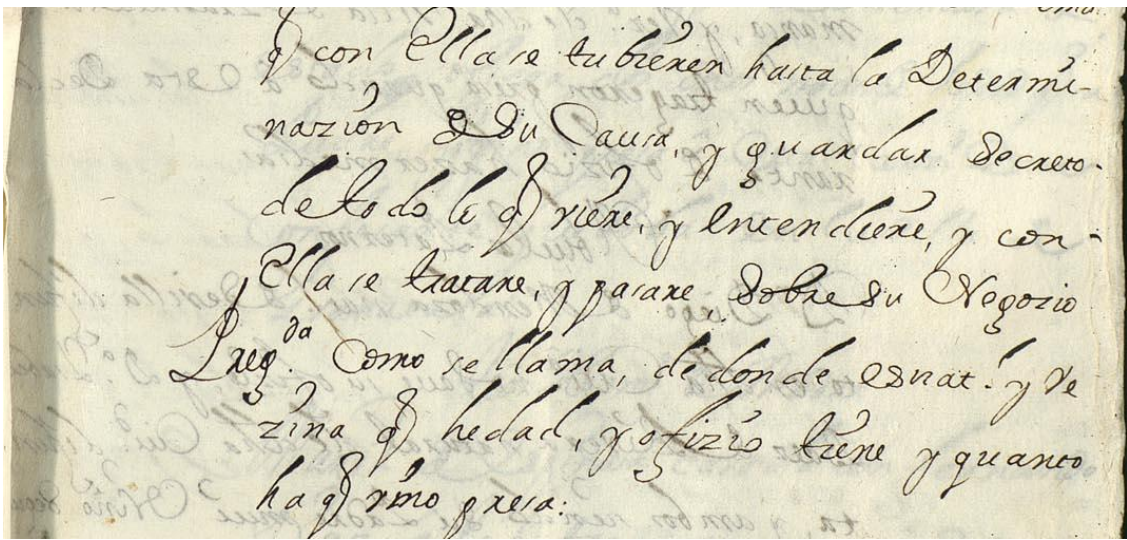 q̃ con Ella se tubieren hasta la Determi-
nazion de Su Causa, y guardar Secreto
de todo lo q̃ viere, y Entendiere, y con
Ella se tratare, y pasare Sobre Su Negozio
Preg.da Como se llama, de donde es nat.l y Ve
zina q̃ hedad, y ofizio tiene y quanto
ha q̃ vino presa: